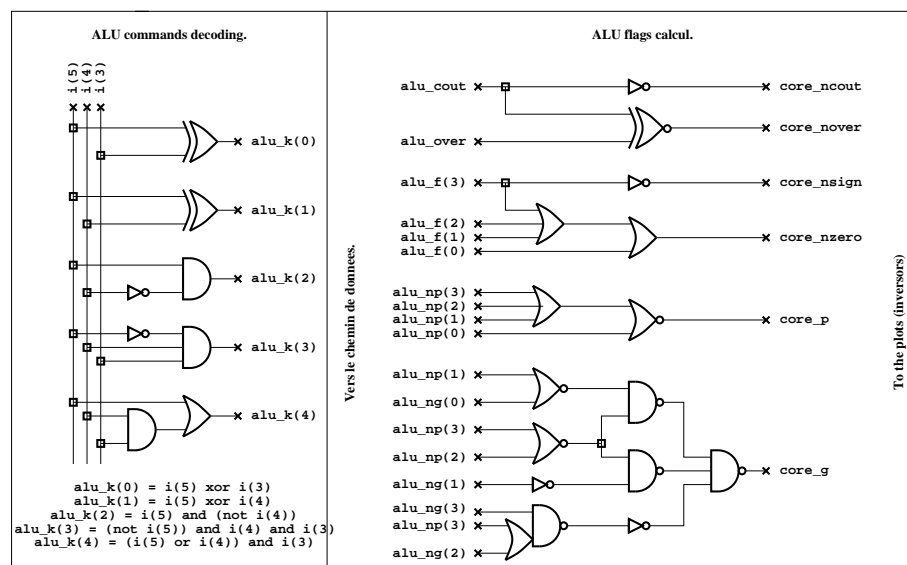 ALU commands decoding.
i(5)
i(4)
i(3)
alu_k(0)
alu_k(1)
alu_k(2)
alu_k(3)
alu_k(4)
alu_k(0) = i(5) xor i(3)
alu_k(1) = i(5) xor i(4)
alu_k(2) = i(5) and (not i(4))
alu_k(3) = (not i(5)) and i(4) and i(3)
alu_k(4) = (i(5) or i(4)) and i(3)
Vers le chemin de donnees.
ALU flags calcul.
alu_cout
core_ncout
core_nover
alu_over
alu_f(3)
core_nsign
alu_f(2)
alu_f(1)
core_nzero
alu_f(0)
alu_np(3)
alu_np(2)
alu_np(1)
core_p
alu_np(0)
alu_np(1)
alu_ng(0)
alu_np(3)
alu_np(2)
core_g
alu_ng(1)
alu_ng(3)
alu_np(3)
alu_ng(2)
To the plots (inversors)